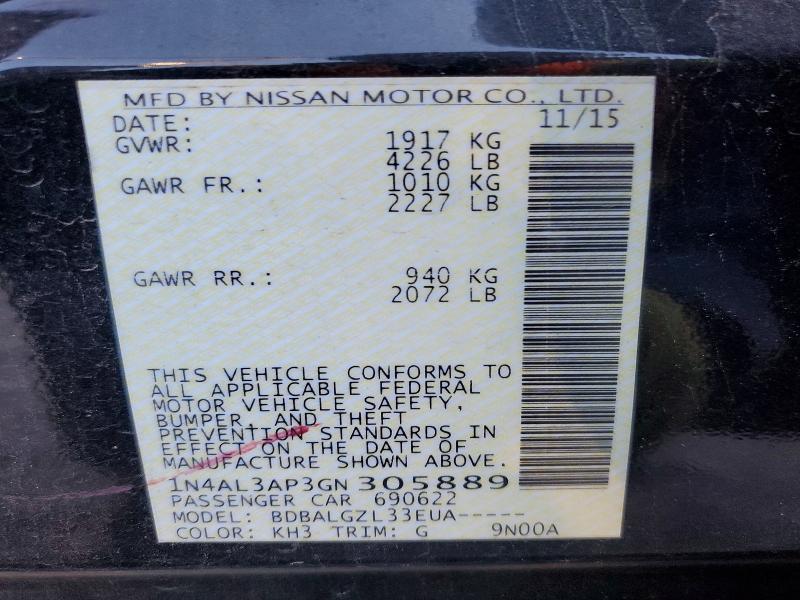 MFD BY NISSAN MOTOR CO., LTD.
DATE: 11/15
GVWR: 1917 KG
4226 LB
GAWR FR.: 1010 KG
2227 LB
GAWR RR.: 940 KG
2072 LB
THIS VEHICLE CONFORMS TO
ALL APPLICABLE FEDERAL
MOTOR VEHICLE SAFETY,
BUMPER, AND THEFT
PREVENTION STANDARDS IN
EFFECT ON THE DATE OF
MANUFACTURE SHOWN ABOVE.
1N4AL3AP3GN305889
PASSENGER CAR 690622
MODEL: BDBALGZL33EUA-----
COLOR: KH3 TRIM: G 9N00A